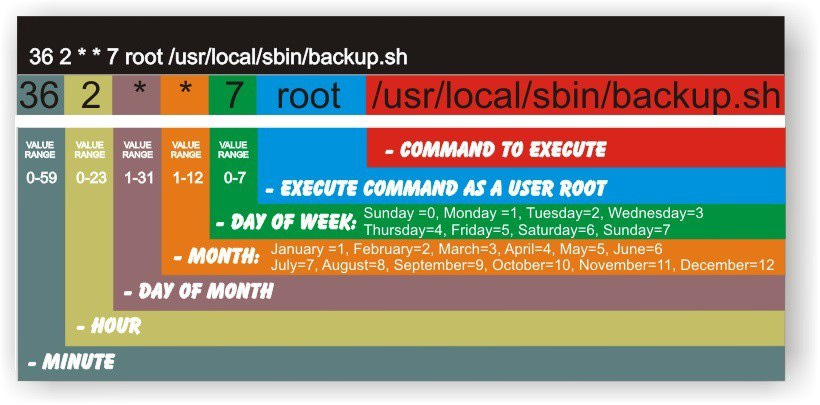 36 2 * * 7 root /usr/local/sbin/backup.sh
36 2 * * 7 root /usr/local/sbin/backup.sh
VALUE RANGE 0-59
VALUE RANGE 0-23
VALUE RANGE 1-31
VALUE RANGE 1-12
VALUE RANGE 0-7
- COMMAND TO EXECUTE
- EXECUTE COMMAND AS A USER ROOT
- DAY OF WEEK: Sunday =0, Monday =1, Tuesday=2, Wednesday=3
Thursday=4, Friday=5, Saturday=6, Sunday=7
- MONTH: January =1, February=2, March=3, April=4, May=5, June=6
July=7, August=8, September=9, October=10, November=11, December=12
- DAY OF MONTH
- HOUR
- MINUTE